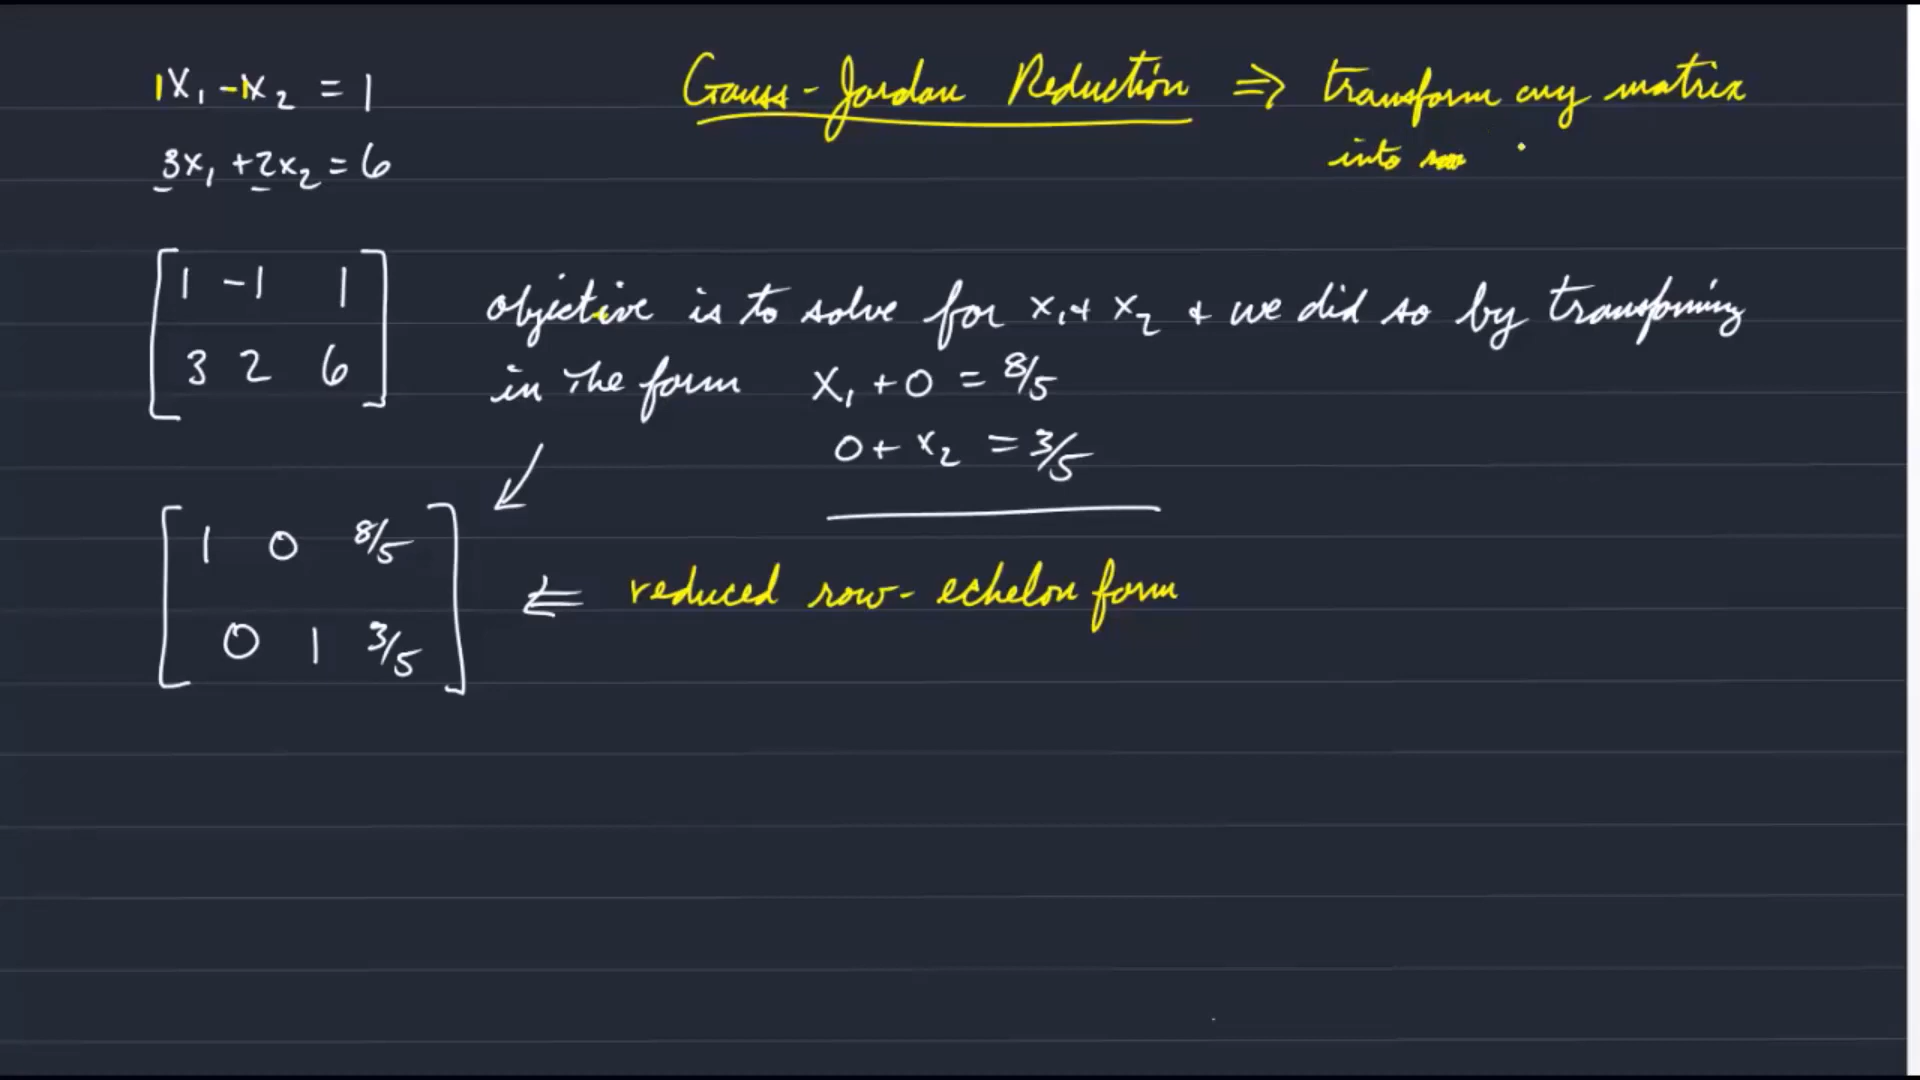 1x₁ -1x₂ = 1
3x₁ + 2x₂ = 6
Gauss-Jordan Reduction ⇒ transform any matrix
into row
[1 -1 1
3 2 6]
objective is to solve for x₁ + x₂ + we did so by transforming
in the form x₁ + 0 = 8/5
0 + x₂ = 3/5
[1 0 8/5
0 1 3/5]
⇐ reduced row-echelon form